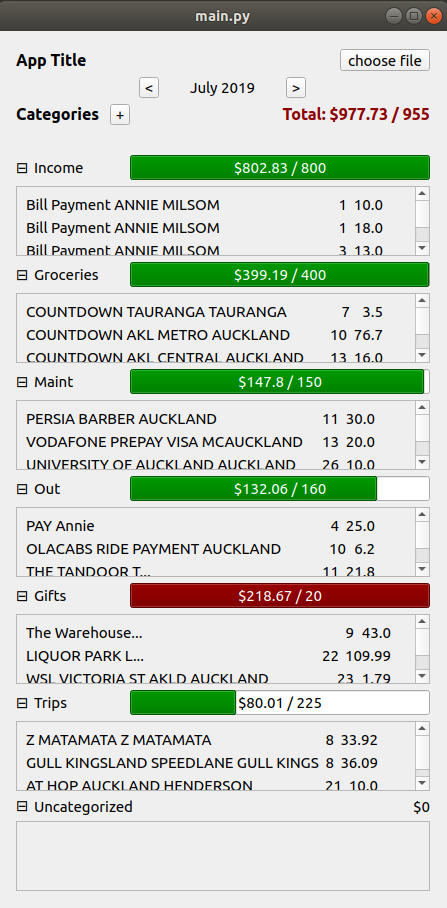 main.py
App Title choose file
< July 2019 >
Categories + Total: $977.73 / 955
Income $802.83 / 800
Bill Payment ANNIE MILSOM 1 10.0
Bill Payment ANNIE MILSOM 1 18.0
Bill Payment ANNIE MILSOM 3 13.0
Groceries $399.19 / 400
COUNTDOWN TAURANGA TAURANGA 7 3.5
COUNTDOWN AKL METRO AUCKLAND 10 76.7
COUNTDOWN AKL CENTRAL AUCKLAND 13 16.0
Maint $147.8 / 150
PERSIA BARBER AUCKLAND 11 30.0
VODAFONE PREPAY VISA MCAUCKLAND 13 20.0
UNIVERSITY OF AUCKLAND AUCKLAND 26 10.0
Out $132.06 / 160
PAY Annie 4 25.0
OLACABS RIDE PAYMENT AUCKLAND 10 6.2
THE TANDOOR T... 11 21.8
Gifts $218.67 / 20
The Warehouse... 9 43.0
LIQUOR PARK L... 22 109.99
WSL VICTORIA ST AKLD AUCKLAND 23 1.79
Trips $80.01 / 225
Z MATAMATA Z MATAMATA 8 33.92
GULL KINGSLAND SPEEDLANE GULL KINGS 8 36.09
AT HOP AUCKLAND HENDERSON 21 10.0
Uncategorized $0